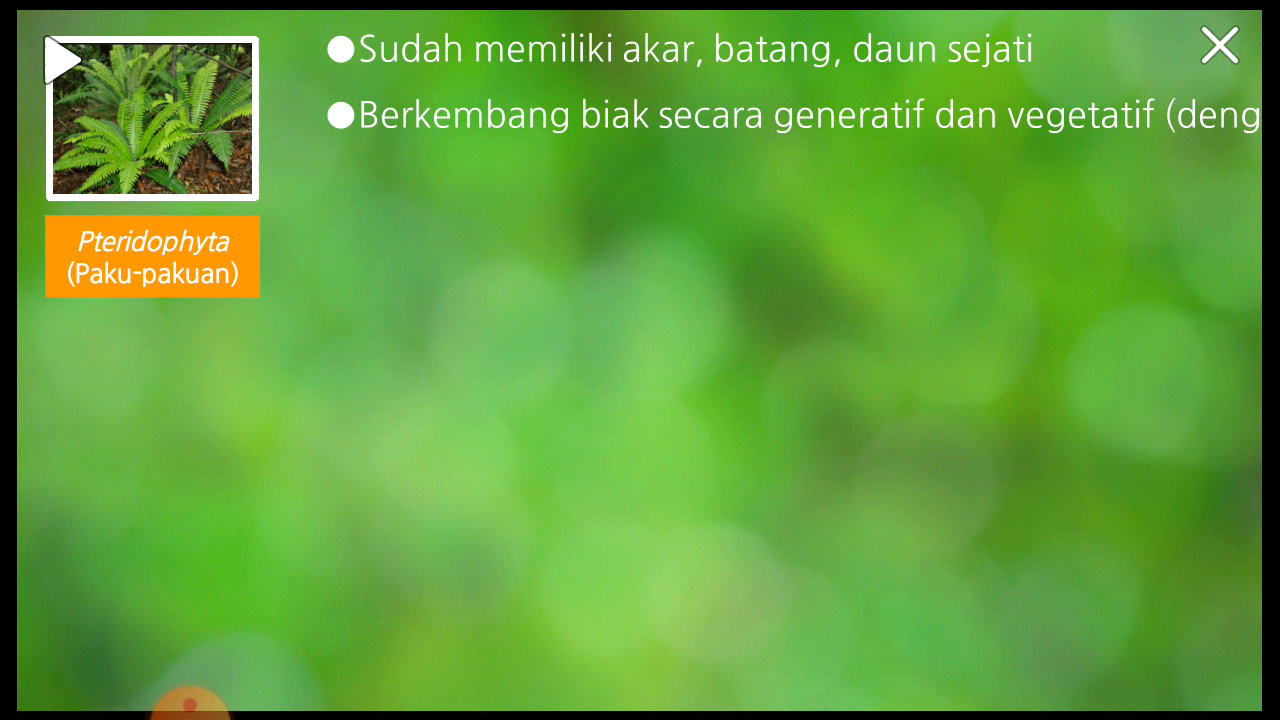 ●Sudah memiliki akar, batang, daun sejati
●Berkembang biak secara generatif dan vegetatif (deng
Pteridophyta
(Paku-pakuan)